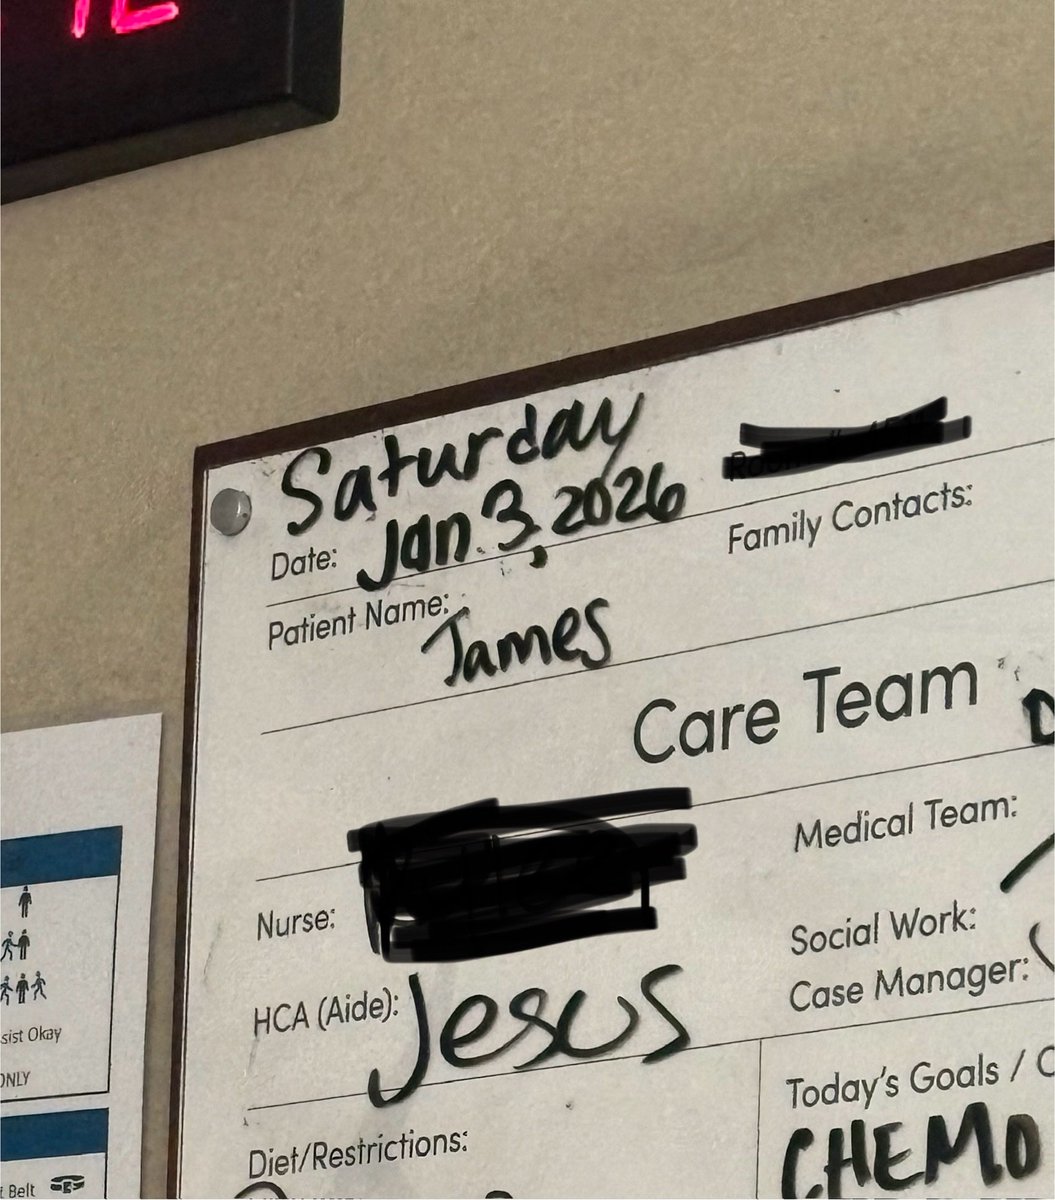 Saturday
Date: Jan. 3, 2026
Family Contacts:
Patient Name: James
Care Team
Medical Team:
Nurse:
Social Work:
HCA (Aide): Jesus
Case Manager:
Today's Goals /
CHEMO
Diet/Restrictions:
sist Okay
ONLY
Belt